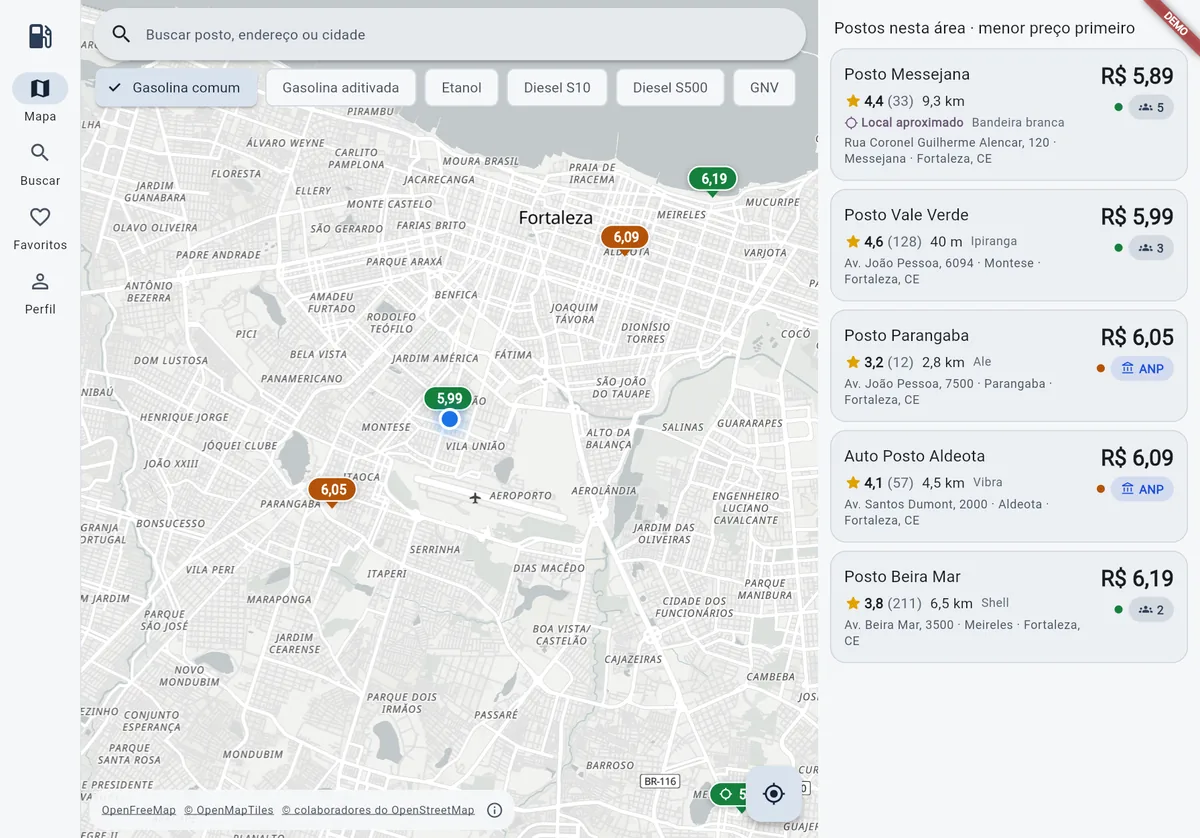 Mapa
Buscar
Favoritos
Perfil
Buscar posto, endereço ou cidade
Gasolina comum
Gasolina aditivada
Etanol
Diesel S10
Diesel S500
GNV
PIRAMBU
LHA
ÁLVARO WEYNE
CARLITO
PAMPLONA
MOURA BRASIL
PRAIA DE
IRACEMA
FLORESTA
JACARECANGA
6,19
JARDIM
GUANABARA
ELLERY
MONTE CASTELO
MUCURIPE
MEIRELES
Fortaleza
OLAVO OLIVEIRA
SÃO GERARDO
FARIAS BRITO
6,09
ALDEOTA
VARJOTA
PADRE ANDRADE
PARQUE ARAXÁ
ANTÔNIO
BEZERRA
AMADEU
FURTADO
BENFICA
JOAQUIM
TÁVORA
RODOLFO
TEÓFILO
DIONÍSIO
TORRES
PICI
COCÓ
BELA VISTA
JARDIM AMÉRICA
FÁTIMA
DOM LUSTOSA
PANAMERICANO
SÃO JOÃO
DO TAUAPE
NIBAÚ
5,99
HENRIQUE JORGE
MONTESE
SALINAS
GUARARAPES
ALTO DA
BALANÇA
JÓQUEI CLUBE
VILA UNIÃO
JOÃO XXIII
ITAOCA
6,05
PARANGABA
AEROPORTO
AEROLÂNDIA
ENGENHEIRO
LUCIANO
CAVALCANTE
BONSUCESSO
GRANJA
PORTUGAL
JARDIM DAS
OLIVEIRAS
SERRINHA
VILA PERI
ITAPERI
DIAS MACÊDO
M JARDIM
MARAPONGA
PARQUE
MANIBURA
CIDADE DOS
FUNCIONÁRIOS
PARQUE
SÃO JOSÉ
BOA VISTA/
CASTELÃO
JARDIM
CEARENSE
CAJAZEIRAS
NOVO
MONDUBIM
CAMBEBA
PARQUE DOIS
IRMÃOS
PASSARÉ
CONJUNTO
ESPERANÇA
PARQUE
SANTA ROSA
MONDUBIM
BARROSO
BR-116
E PRESIDENTE
OpenFreeMap © OpenMapTiles © colaboradores do OpenStreetMap
DEMO
Postos nesta área · menor preço primeiro
Posto Messejana
R$ 5,89
4,4 (33) 9,3 km
5
Local aproximado Bandeira branca
Rua Coronel Guilherme Alencar, 120 ·
Messejana · Fortaleza, CE
Posto Vale Verde
R$ 5,99
4,6 (128) 40 m Ipiranga
3
Av. João Pessoa, 6094 · Montese ·
Fortaleza, CE
Posto Parangaba
R$ 6,05
3,2 (12) 2,8 km Ale
ANP
Av. João Pessoa, 7500 · Parangaba ·
Fortaleza, CE
Auto Posto Aldeota
R$ 6,09
4,1 (57) 4,5 km Vibra
ANP
Av. Santos Dumont, 2000 · Aldeota ·
Fortaleza, CE
Posto Beira Mar
R$ 6,19
3,8 (211) 6,5 km Shell
2
Av. Beira Mar, 3500 · Meireles · Fortaleza,
CE